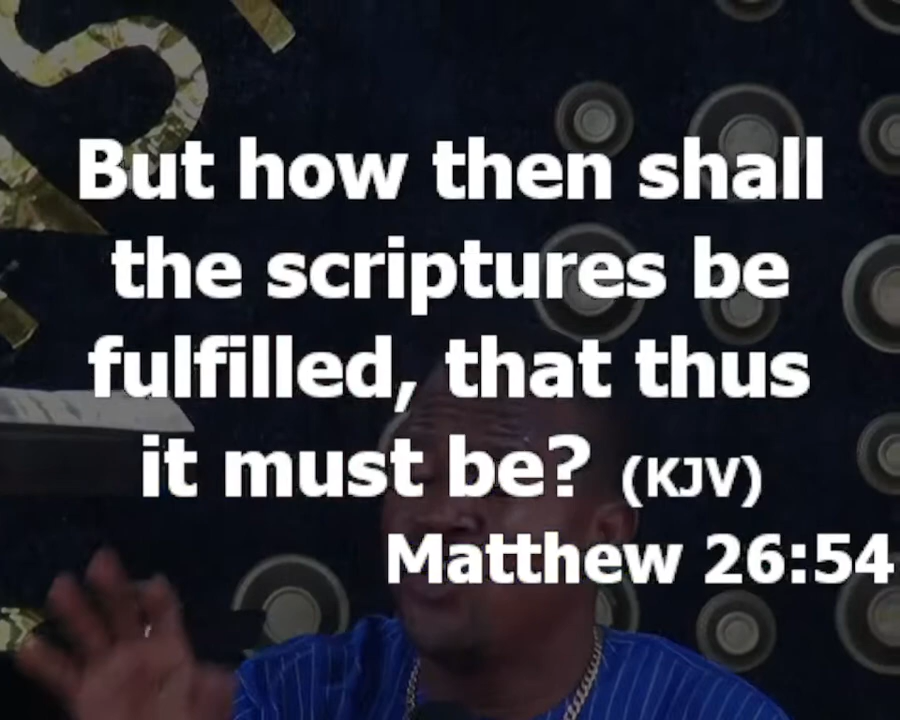 But how then shall
the scriptures be
fulfilled, that thus
it must be? (KJV)
Matthew 26:54